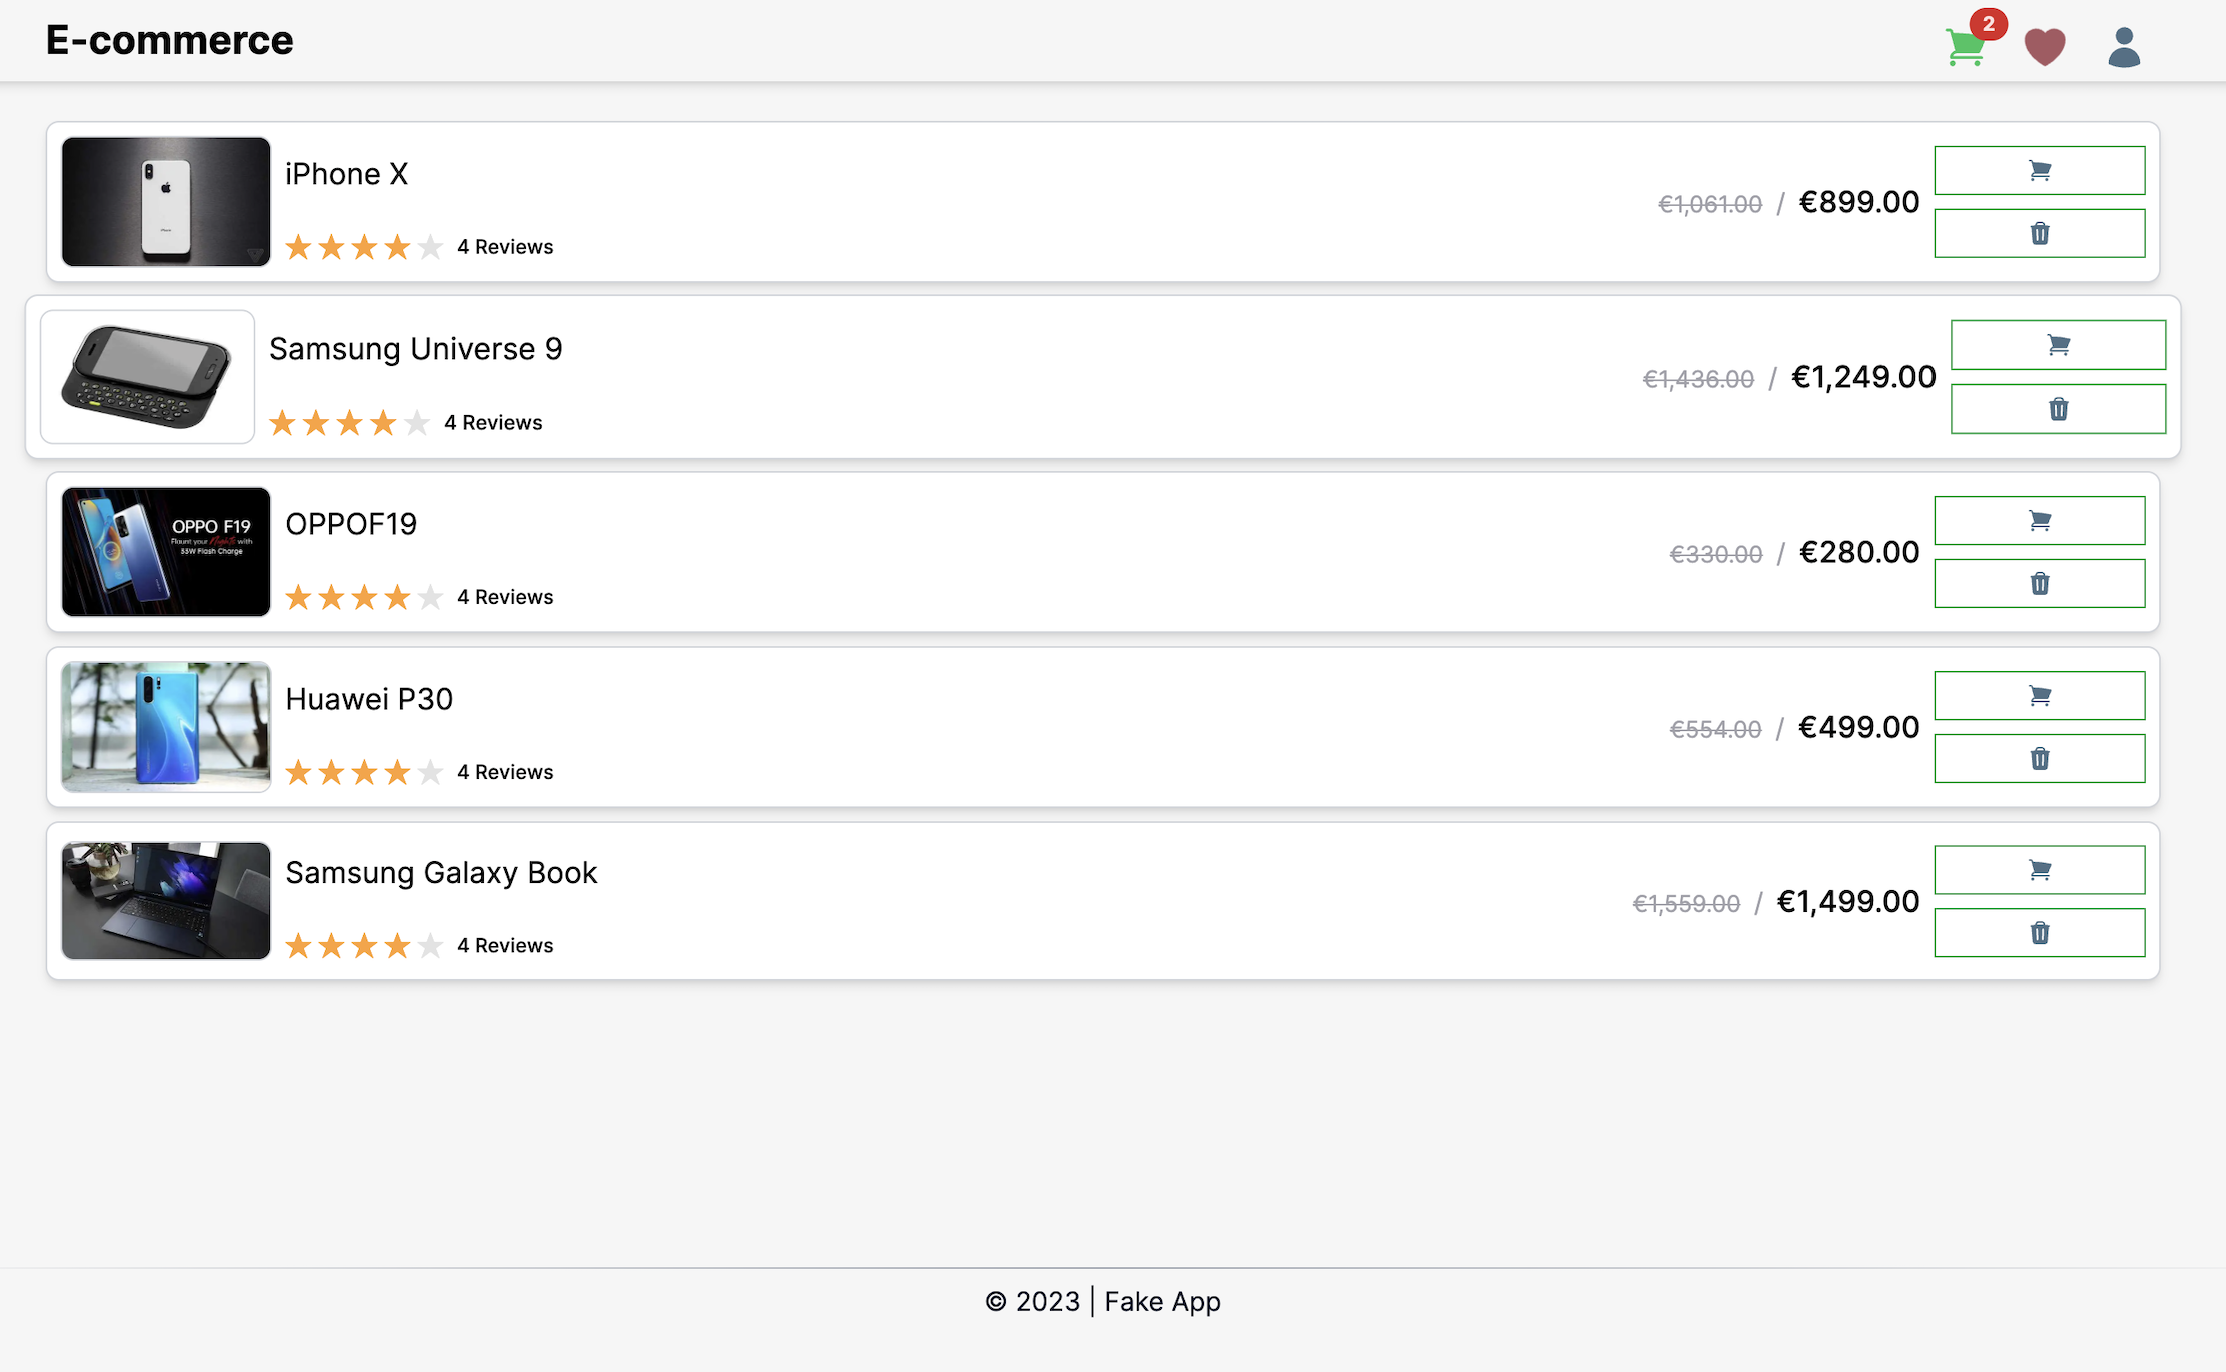 E-commerce
2
iPhone X
€1,061.00 / €899.00
4 Reviews
Samsung Universe 9
€1,436.00 / €1,249.00
4 Reviews
OPPO F19
Flaunt your Nights with
33W Flash Charge
OPPOF19
€330.00 / €280.00
4 Reviews
Huawei P30
€554.00 / €499.00
4 Reviews
Samsung Galaxy Book
€1,559.00 / €1,499.00
4 Reviews
© 2023 | Fake App